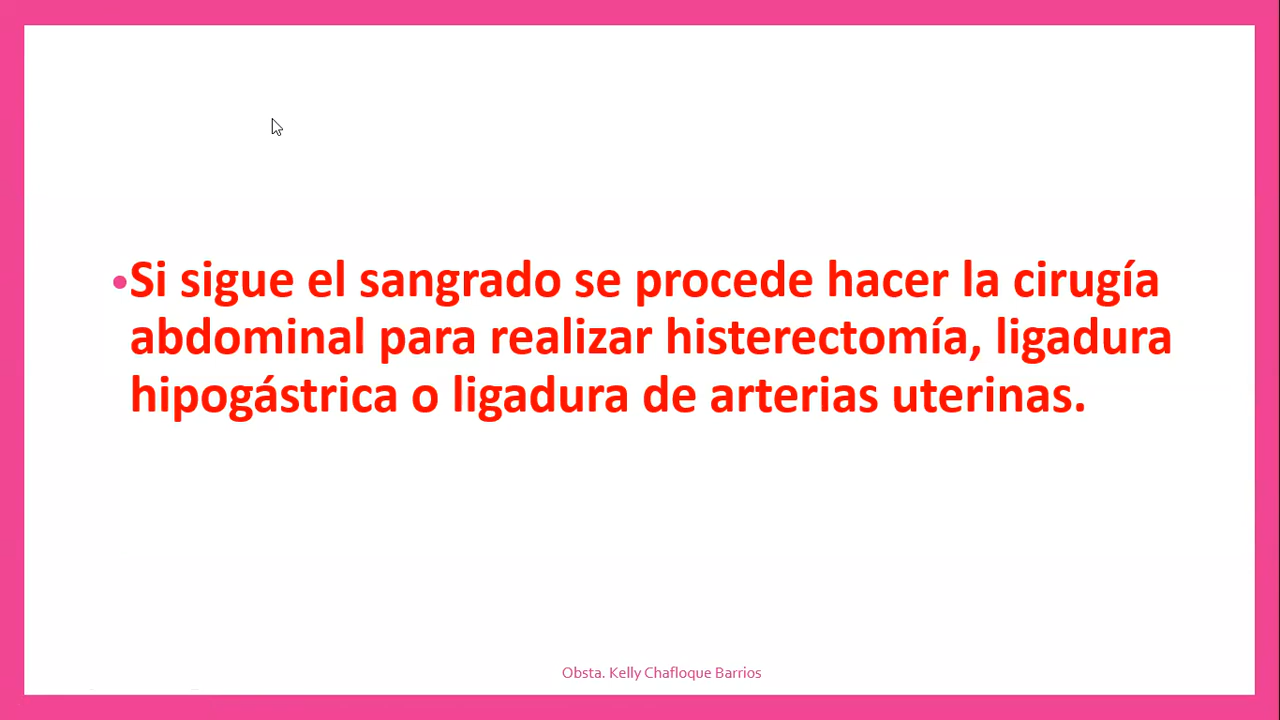 •Si sigue el sangrado se procede hacer la cirugía
abdominal para realizar histerectomía, ligadura
hipogástrica o ligadura de arterias uterinas.
Obsta. Kelly Chafloque Barrios